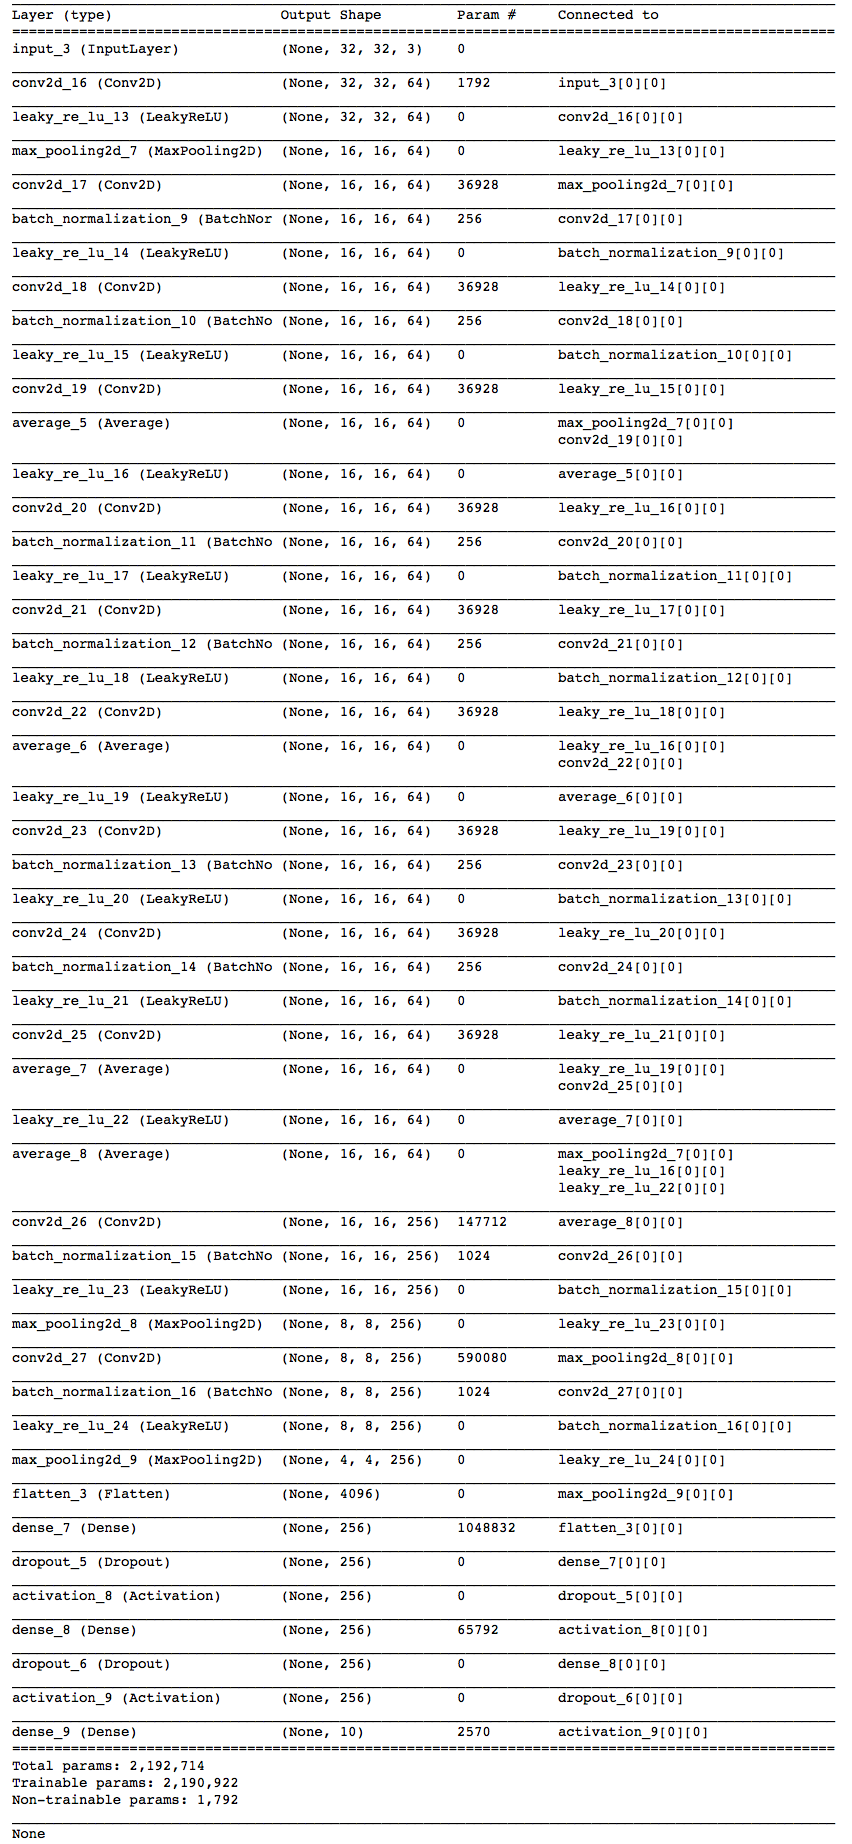 Layer (type) Output Shape Param # Connected to
input_3 (InputLayer) (None, 32, 32, 3) 0
conv2d_16 (Conv2D) (None, 32, 32, 64) 1792 input_3[0][0]
leaky_re_lu_13 (LeakyReLU) (None, 32, 32, 64) 0 conv2d_16[0][0]
max_pooling2d_7 (MaxPooling2D) (None, 16, 16, 64) 0 leaky_re_lu_13[0][0]
conv2d_17 (Conv2D) (None, 16, 16, 64) 36928 max_pooling2d_7[0][0]
batch_normalization_9 (BatchNor (None, 16, 16, 64) 256 conv2d_17[0][0]
leaky_re_lu_14 (LeakyReLU) (None, 16, 16, 64) 0 batch_normalization_9[0][0]
conv2d_18 (Conv2D) (None, 16, 16, 64) 36928 leaky_re_lu_14[0][0]
batch_normalization_10 (BatchNo (None, 16, 16, 64) 256 conv2d_18[0][0]
leaky_re_lu_15 (LeakyReLU) (None, 16, 16, 64) 0 batch_normalization_10[0][0]
conv2d_19 (Conv2D) (None, 16, 16, 64) 36928 leaky_re_lu_15[0][0]
average_5 (Average) (None, 16, 16, 64) 0 max_pooling2d_7[0][0]
conv2d_19[0][0]
leaky_re_lu_16 (LeakyReLU) (None, 16, 16, 64) 0 average_5[0][0]
conv2d_20 (Conv2D) (None, 16, 16, 64) 36928 leaky_re_lu_16[0][0]
batch_normalization_11 (BatchNo (None, 16, 16, 64) 256 conv2d_20[0][0]
leaky_re_lu_17 (LeakyReLU) (None, 16, 16, 64) 0 batch_normalization_11[0][0]
conv2d_21 (Conv2D) (None, 16, 16, 64) 36928 leaky_re_lu_17[0][0]
batch_normalization_12 (BatchNo (None, 16, 16, 64) 256 conv2d_21[0][0]
leaky_re_lu_18 (LeakyReLU) (None, 16, 16, 64) 0 batch_normalization_12[0][0]
conv2d_22 (Conv2D) (None, 16, 16, 64) 36928 leaky_re_lu_18[0][0]
average_6 (Average) (None, 16, 16, 64) 0 leaky_re_lu_16[0][0]
conv2d_22[0][0]
leaky_re_lu_19 (LeakyReLU) (None, 16, 16, 64) 0 average_6[0][0]
conv2d_23 (Conv2D) (None, 16, 16, 64) 36928 leaky_re_lu_19[0][0]
batch_normalization_13 (BatchNo (None, 16, 16, 64) 256 conv2d_23[0][0]
leaky_re_lu_20 (LeakyReLU) (None, 16, 16, 64) 0 batch_normalization_13[0][0]
conv2d_24 (Conv2D) (None, 16, 16, 64) 36928 leaky_re_lu_20[0][0]
batch_normalization_14 (BatchNo (None, 16, 16, 64) 256 conv2d_24[0][0]
leaky_re_lu_21 (LeakyReLU) (None, 16, 16, 64) 0 batch_normalization_14[0][0]
conv2d_25 (Conv2D) (None, 16, 16, 64) 36928 leaky_re_lu_21[0][0]
average_7 (Average) (None, 16, 16, 64) 0 leaky_re_lu_19[0][0]
conv2d_25[0][0]
leaky_re_lu_22 (LeakyReLU) (None, 16, 16, 64) 0 average_7[0][0]
average_8 (Average) (None, 16, 16, 64) 0 max_pooling2d_7[0][0]
leaky_re_lu_16[0][0]
leaky_re_lu_22[0][0]
conv2d_26 (Conv2D) (None, 16, 16, 256) 147712 average_8[0][0]
batch_normalization_15 (BatchNo (None, 16, 16, 256) 1024 conv2d_26[0][0]
leaky_re_lu_23 (LeakyReLU) (None, 16, 16, 256) 0 batch_normalization_15[0][0]
max_pooling2d_8 (MaxPooling2D) (None, 8, 8, 256) 0 leaky_re_lu_23[0][0]
conv2d_27 (Conv2D) (None, 8, 8, 256) 590080 max_pooling2d_8[0][0]
batch_normalization_16 (BatchNo (None, 8, 8, 256) 1024 conv2d_27[0][0]
leaky_re_lu_24 (LeakyReLU) (None, 8, 8, 256) 0 batch_normalization_16[0][0]
max_pooling2d_9 (MaxPooling2D) (None, 4, 4, 256) 0 leaky_re_lu_24[0][0]
flatten_3 (Flatten) (None, 4096) 0 max_pooling2d_9[0][0]
dense_7 (Dense) (None, 256) 1048832 flatten_3[0][0]
dropout_5 (Dropout) (None, 256) 0 dense_7[0][0]
activation_8 (Activation) (None, 256) 0 dropout_5[0][0]
dense_8 (Dense) (None, 256) 65792 activation_8[0][0]
dropout_6 (Dropout) (None, 256) 0 dense_8[0][0]
activation_9 (Activation) (None, 256) 0 dropout_6[0][0]
dense_9 (Dense) (None, 10) 2570 activation_9[0][0]
Total params: 2,192,714
Trainable params: 2,190,922
Non-trainable params: 1,792
None